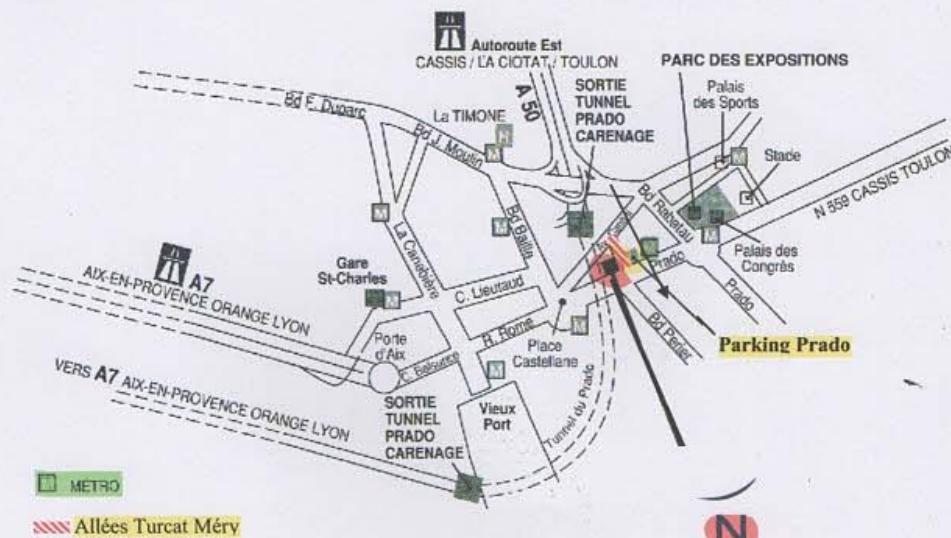 Autoroute Est
CASSIS / LA CIOTAT / TOULON
A 50
PARC DES EXPOSITIONS
SORTIE
TUNNEL
PRADO
CARENAGE
Palais
des Sports
Bd F. Duparc
La TIMONE
H
Bd J. Moulin
M
M
Stade
N 559 CASSIS TOULON
Bd Rabatau
M
La Canebière
Bd Baille
M
M
M
Prado
Palais des
Congrès
A7
AIX-EN-PROVENCE ORANGE LYON
Gare
St-Charles
M
C. Lieutaud
Prado
Bd Perier
Parking Prado
Porte
d'Aix
R. Rome
M
Place
Castellane
C. Belsunce
VERS A7 AIX-EN-PROVENCE ORANGE LYON
M
Vieux
Port
Tunnel du Prado
SORTIE
TUNNEL
PRADO
CARENAGE
M MÉTRO
Allées Turcat Méry
N